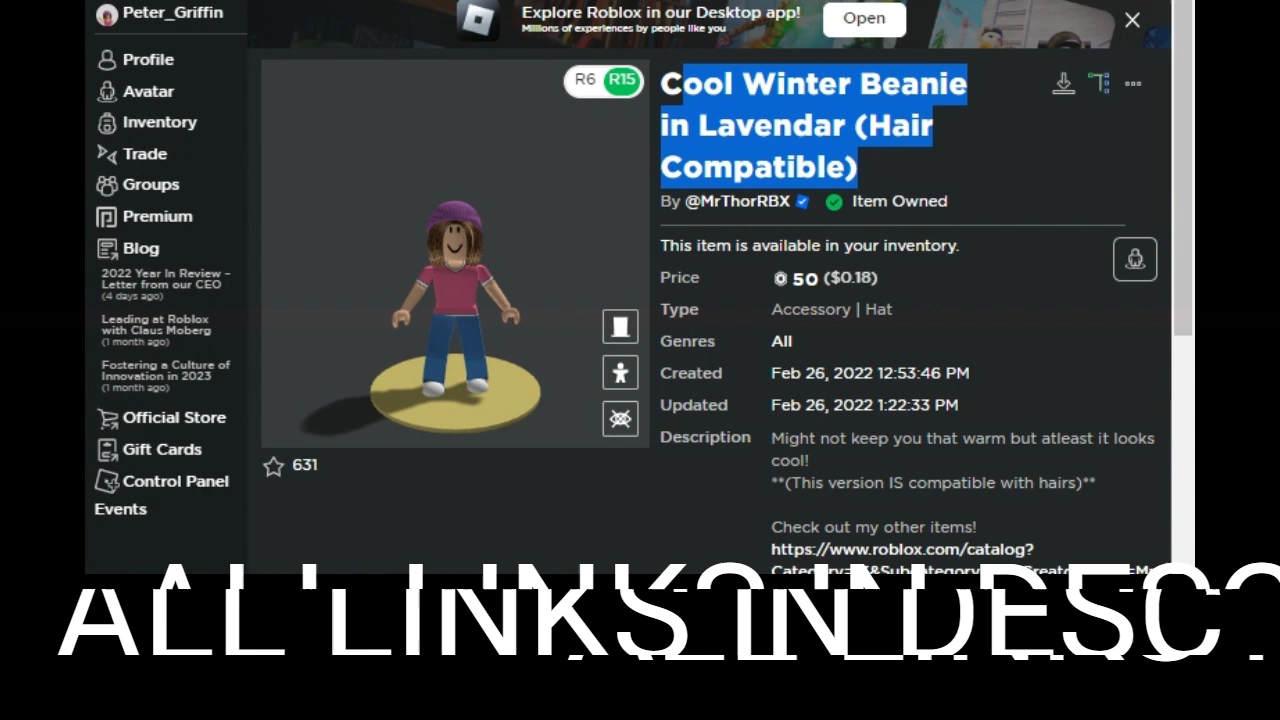 Peter_Griffin
Explore Roblox in our Desktop app!
Millions of experiences by people like you
Open
Profile
Avatar
Inventory
Trade
Groups
Premium
Blog
2022 Year In Review –
Letter from our CEO
(4 days ago)
Leading at Roblox
with Claus Moberg
(1 month ago)
Fostering a Culture of
Innovation in 2023
(1 month ago)
Official Store
Gift Cards
Control Panel
Events
R6 R15
631
Cool Winter Beanie
in Lavendar (Hair
Compatible)
By @MrThorRBX Item Owned
This item is available in your inventory.
Price 50 ($0.18)
Type Accessory | Hat
Genres All
Created Feb 26, 2022 12:53:46 PM
Updated Feb 26, 2022 1:22:33 PM
Description Might not keep you that warm but atleast it looks
cool!
**(This version IS compatible with hairs)**
Check out my other items!
https://www.roblox.com/catalog?
ALL LINKS IN DESC